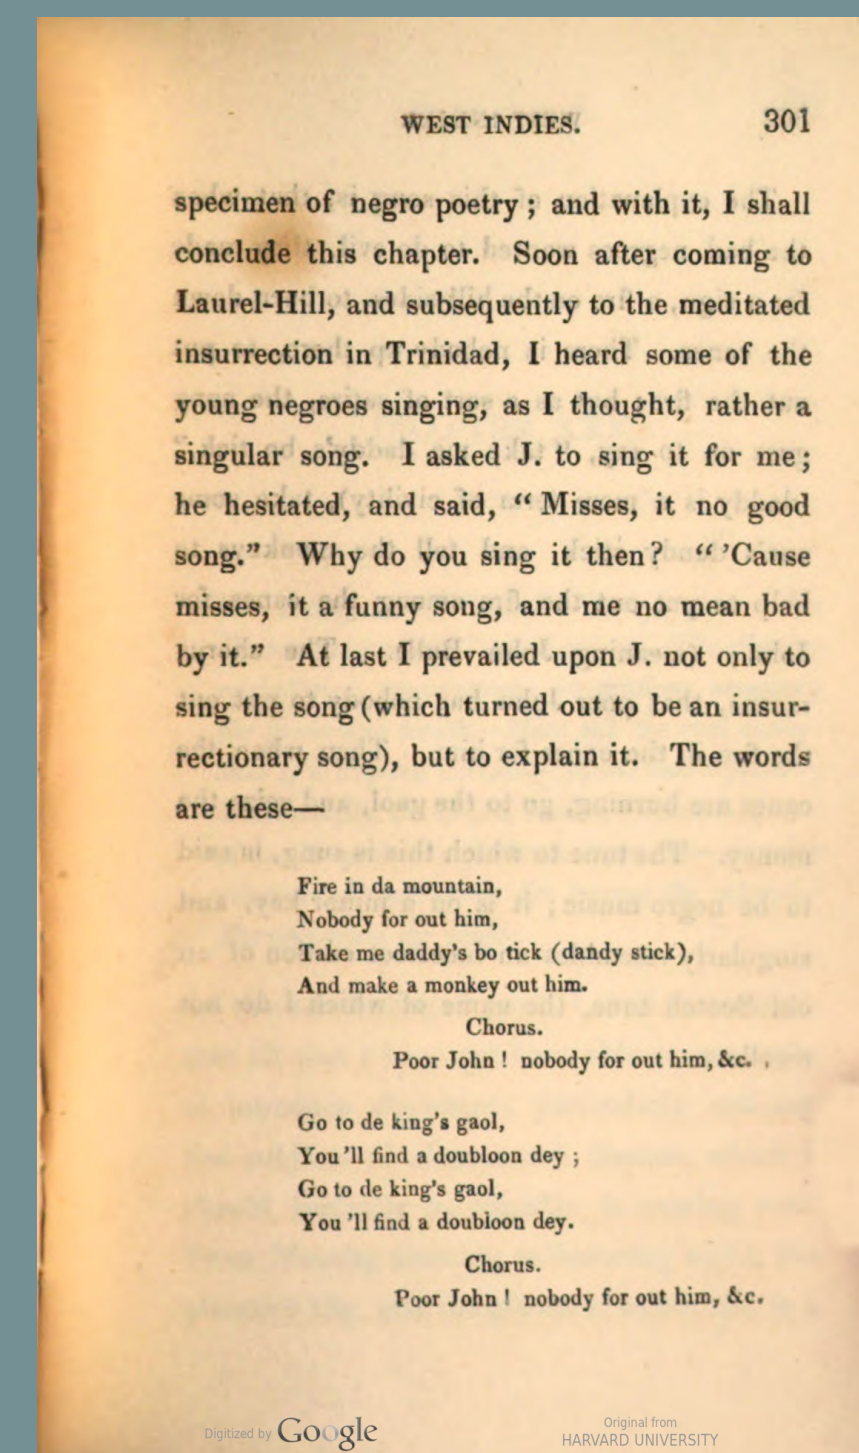 WEST INDIES. 301
specimen of negro poetry; and with it, I shall
conclude this chapter. Soon after coming to
Laurel-Hill, and subsequently to the meditated
insurrection in Trinidad, I heard some of the
young negroes singing, as I thought, rather a
singular song. I asked J. to sing it for me;
he hesitated, and said, “Misses, it no good
song.” Why do you sing it then? “’Cause
misses, it a funny song, and me no mean bad
by it.” At last I prevailed upon J. not only to
sing the song (which turned out to be an insur-
rectionary song), but to explain it. The words
are these—
Fire in da mountain,
Nobody for out him,
Take me daddy's bo tick (dandy stick),
And make a monkey out him.
Chorus.
Poor John! nobody for out him, &c.
Go to de king's gaol,
You'll find a doubloon dey;
Go to de king's gaol,
You'll find a doubloon dey.
Chorus.
Poor John! nobody for out him, &c.
Digitized by Google
Original from
HARVARD UNIVERSITY